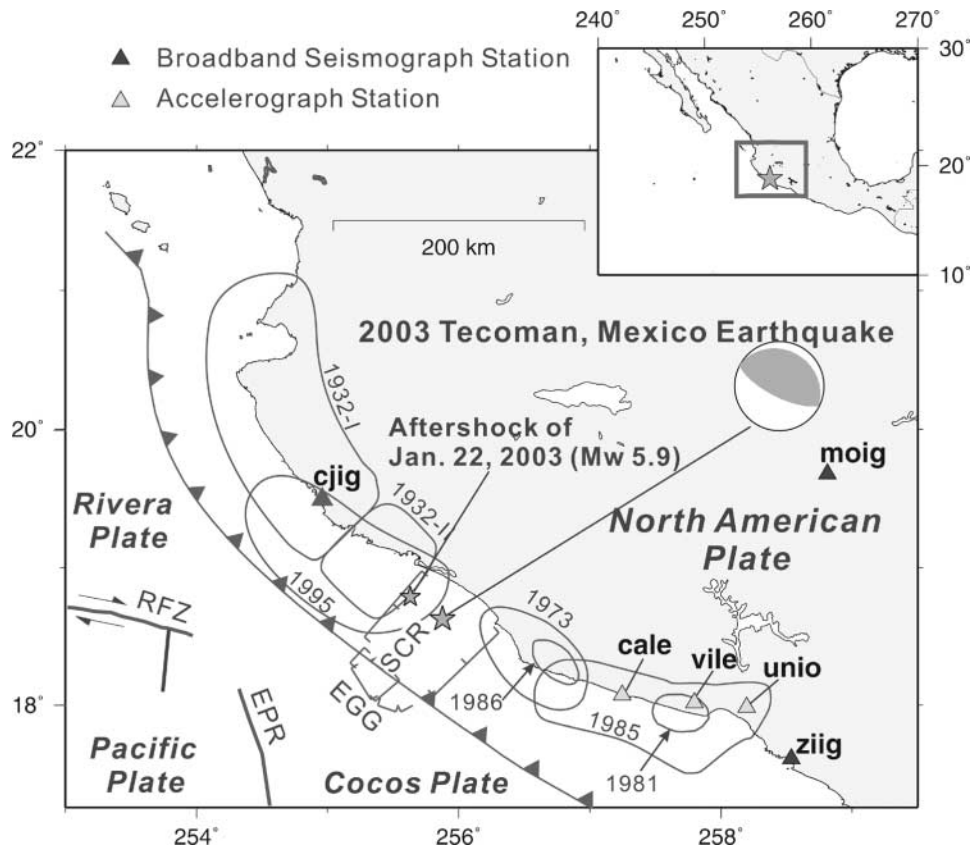 240° 250° 260° 270°
Broadband Seismograph Station
Accelerograph Station
30°
20°
10°
22°
200 km
2003 Tecoman, Mexico Earthquake
1932-I
Aftershock of
Jan. 22, 2003 (Mw 5.9)
20°
moig
cjig
1932-I
Rivera
Plate
North American
Plate
1995
RFZ
1973
SCR
cale
vile
unio
EGG
1986
18°
EPR
1985
1981
ziig
Pacific
Plate
Cocos Plate
254° 256° 258°